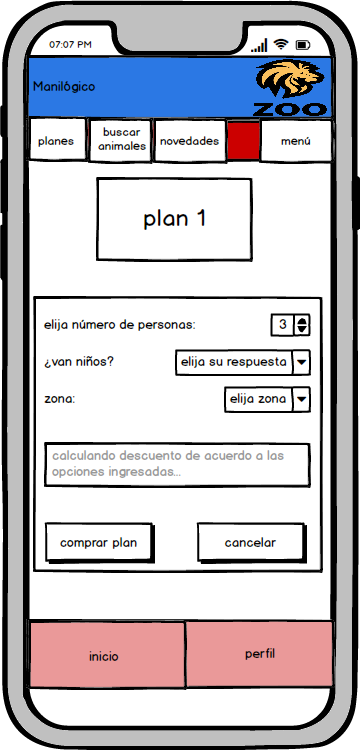 07:07 PM
Manilógico
ZOO
planes
buscar
animales
novedades
menú
plan 1
elija número de personas:
3
¿van niños?
elija su respuesta
zona:
elija zona
calculando descuento de acuerdo a las
opciones ingresadas...
comprar plan
cancelar
inicio
perfil